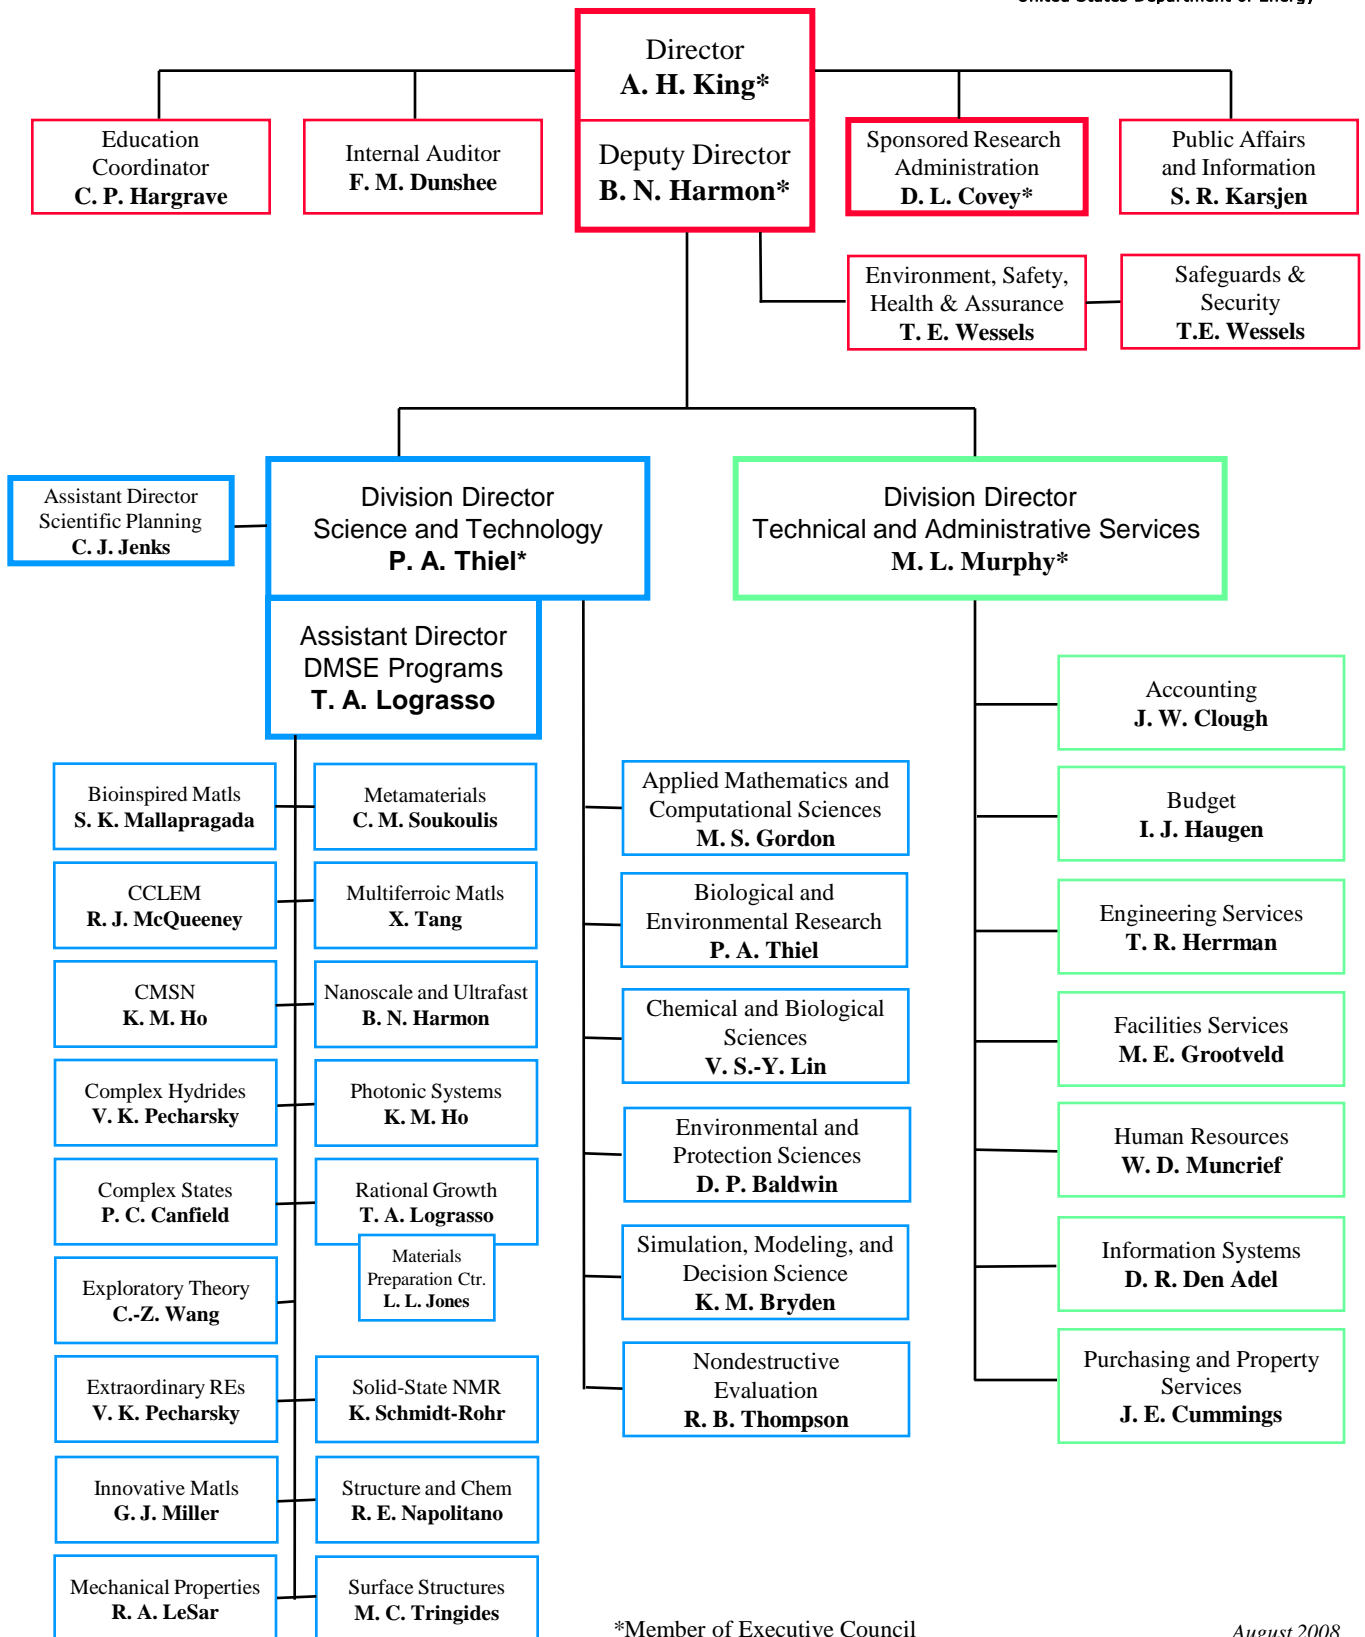 United States Department of Energy
Director
A. H. King*
Deputy Director
B. N. Harmon*
Education
Coordinator
C. P. Hargrave
Internal Auditor
F. M. Dunshee
Sponsored Research
Administration
D. L. Covey*
Public Affairs
and Information
S. R. Karsjen
Environment, Safety,
Health & Assurance
T. E. Wessels
Safeguards &
Security
T.E. Wessels
Assistant Director
Scientific Planning
C. J. Jenks
Division Director
Science and Technology
P. A. Thiel*
Division Director
Technical and Administrative Services
M. L. Murphy*
Assistant Director
DMSE Programs
T. A. Lograsso
Bioinspired Matls
S. K. Mallapragada
Metamaterials
C. M. Soukoulis
CCLEM
R. J. McQueeney
Multiferroic Matls
X. Tang
CMSN
K. M. Ho
Nanoscale and Ultrafast
B. N. Harmon
Complex Hydrides
V. K. Pecharsky
Photonic Systems
K. M. Ho
Complex States
P. C. Canfield
Rational Growth
T. A. Lograsso
Materials
Preparation Ctr.
L. L. Jones
Exploratory Theory
C.-Z. Wang
Extraordinary REs
V. K. Pecharsky
Solid-State NMR
K. Schmidt-Rohr
Innovative Matls
G. J. Miller
Structure and Chem
R. E. Napolitano
Mechanical Properties
R. A. LeSar
Surface Structures
M. C. Tringides
Applied Mathematics and
Computational Sciences
M. S. Gordon
Biological and
Environmental Research
P. A. Thiel
Chemical and Biological
Sciences
V. S.-Y. Lin
Environmental and
Protection Sciences
D. P. Baldwin
Simulation, Modeling, and
Decision Science
K. M. Bryden
Nondestructive
Evaluation
R. B. Thompson
Accounting
J. W. Clough
Budget
I. J. Haugen
Engineering Services
T. R. Herrman
Facilities Services
M. E. Grootveld
Human Resources
W. D. Muncrief
Information Systems
D. R. Den Adel
Purchasing and Property
Services
J. E. Cummings
*Member of Executive Council
August 2008